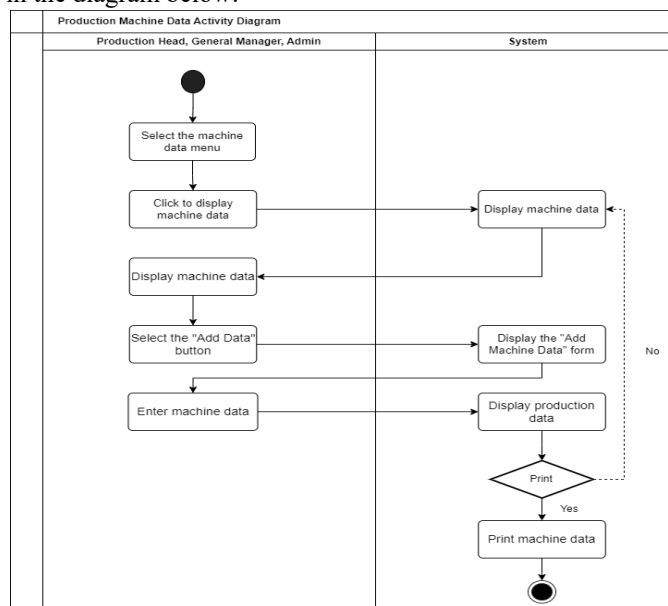 in the diagram below:
Production Machine Data Activity Diagram
Production Head, General Manager, Admin
System
Select the machine
data menu
Click to display
machine data
Display machine data
Display machine data
Select the "Add Data"
button
Display the "Add
Machine Data" form
No
Enter machine data
Display production
data
Print
Yes
Print machine data